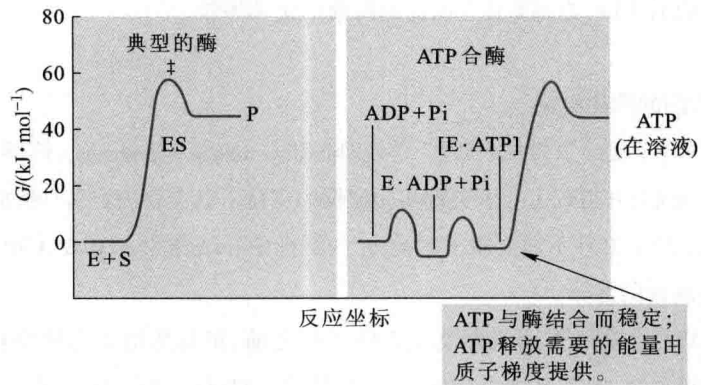 80
60
40
20
0
G/(kJ·mol⁻¹)
典型的酶
‡
P
ES
E+S
ATP合酶
ADP+Pi
[E·ATP]
E·ADP+Pi
ATP
(在溶液)
反应坐标
ATP与酶结合而稳定;
ATP释放需要的能量由
质子梯度提供。